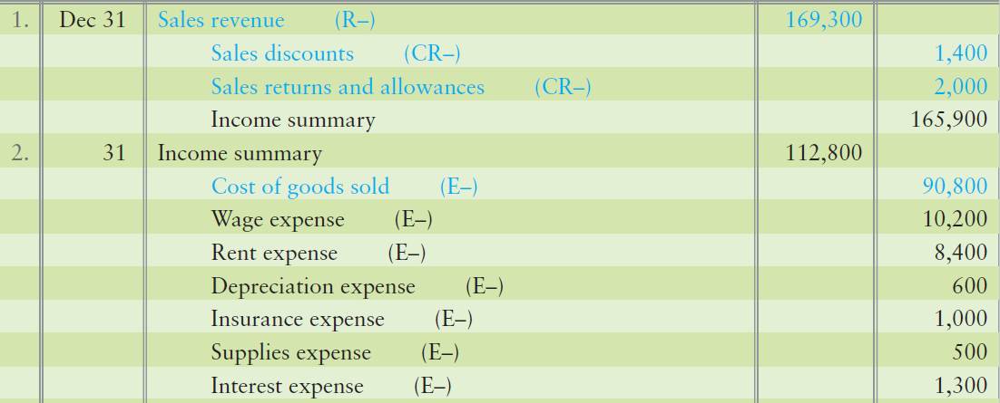 1. Dec 31 Sales revenue (R–) 169,300
Sales discounts (CR–) 1,400
Sales returns and allowances (CR–) 2,000
Income summary 165,900
2. 31 Income summary 112,800
Cost of goods sold (E–) 90,800
Wage expense (E–) 10,200
Rent expense (E–) 8,400
Depreciation expense (E–) 600
Insurance expense (E–) 1,000
Supplies expense (E–) 500
Interest expense (E–) 1,300